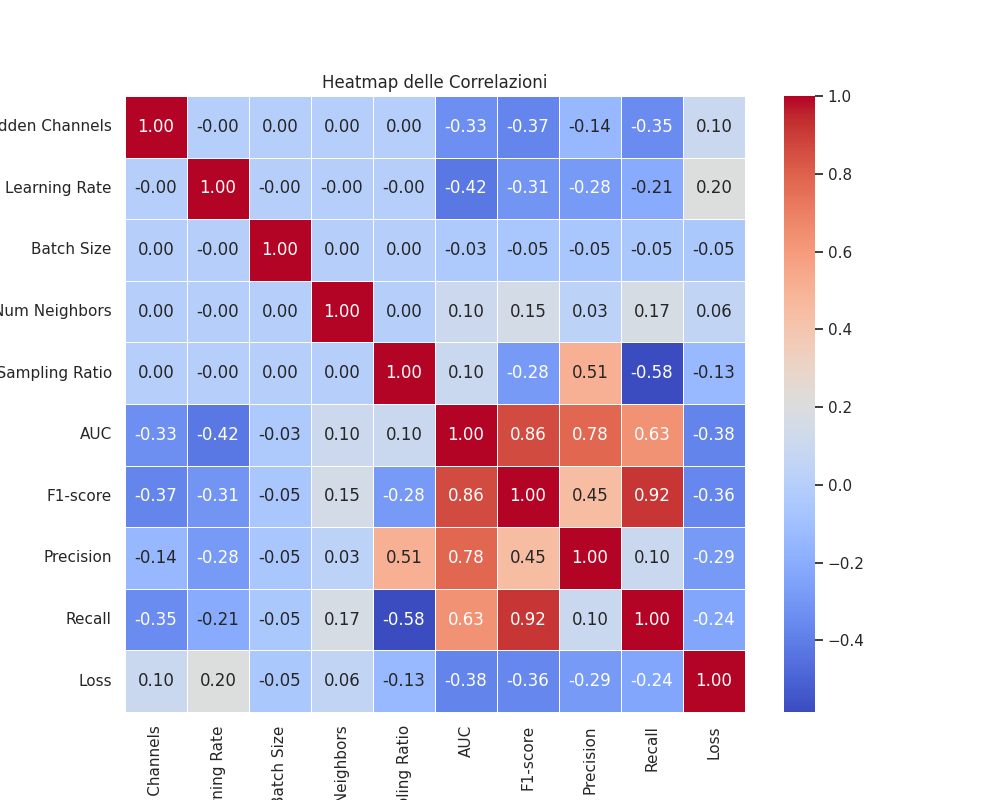 Heatmap delle Correlazioni
dden Channels 1.00 -0.00 0.00 0.00 0.00 -0.33 -0.37 -0.14 -0.35 0.10
Learning Rate -0.00 1.00 -0.00 -0.00 -0.00 -0.42 -0.31 -0.28 -0.21 0.20
Batch Size 0.00 -0.00 1.00 0.00 0.00 -0.03 -0.05 -0.05 -0.05 -0.05
Num Neighbors 0.00 -0.00 0.00 1.00 0.00 0.10 0.15 0.03 0.17 0.06
Sampling Ratio 0.00 -0.00 0.00 0.00 1.00 0.10 -0.28 0.51 -0.58 -0.13
AUC -0.33 -0.42 -0.03 0.10 0.10 1.00 0.86 0.78 0.63 -0.38
F1-score -0.37 -0.31 -0.05 0.15 -0.28 0.86 1.00 0.45 0.92 -0.36
Precision -0.14 -0.28 -0.05 0.03 0.51 0.78 0.45 1.00 0.10 -0.29
Recall -0.35 -0.21 -0.05 0.17 -0.58 0.63 0.92 0.10 1.00 -0.24
Loss 0.10 0.20 -0.05 0.06 -0.13 -0.38 -0.36 -0.29 -0.24 1.00
Channels
ning Rate
Batch Size
Neighbors
pling Ratio
AUC
F1-score
Precision
Recall
Loss
1.0
0.8
0.6
0.4
0.2
0.0
−0.2
−0.4